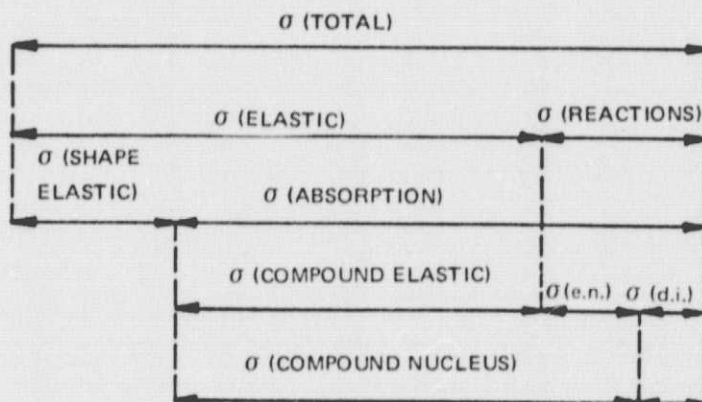 σ (TOTAL)
σ (ELASTIC)
σ (REACTIONS)
σ (SHAPE
ELASTIC)
σ (ABSORPTION)
σ (COMPOUND ELASTIC)
σ(e.n.)
σ (d.i.)
σ (COMPOUND NUCLEUS)